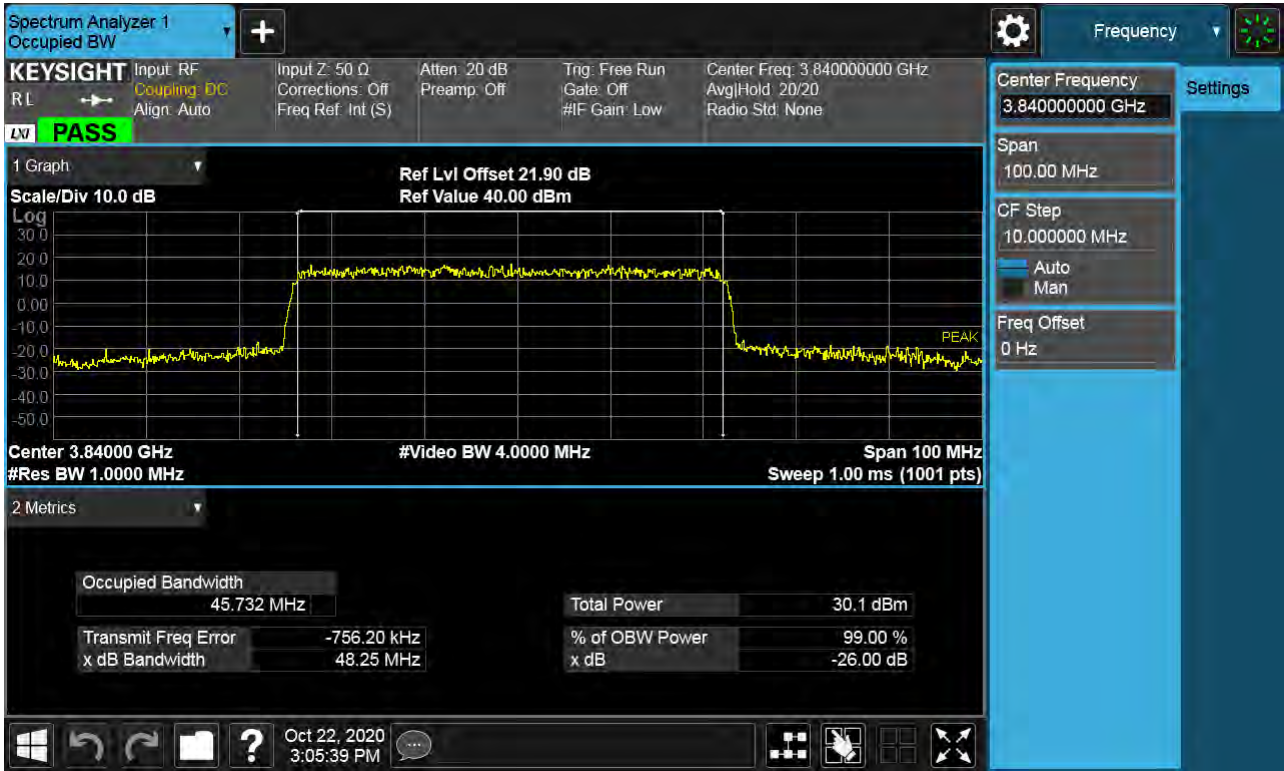 Spectrum Analyzer 1
Occupied BW
+
Frequency
KEYSIGHT
RL
LXI
PASS
Input: RF
Coupling: DC
Align: Auto
Input Z: 50 Ω
Corrections: Off
Freq Ref: Int (S)
Atten: 20 dB
Preamp: Off
Trig: Free Run
Gate: Off
#IF Gain: Low
Center Freq: 3.840000000 GHz
Avg|Hold: 20/20
Radio Std: None
Center Frequency
3.840000000 GHz
Settings
Span
100.00 MHz
CF Step
10.000000 MHz
Auto
Man
Freq Offset
0 Hz
1 Graph
Scale/Div 10.0 dB
Ref Lvl Offset 21.90 dB
Ref Value 40.00 dBm
Log
30.0
20.0
10.0
0.00
-10.0
-20.0
-30.0
-40.0
-50.0
PEAK
Center 3.84000 GHz
#Res BW 1.0000 MHz
#Video BW 4.0000 MHz
Span 100 MHz
Sweep 1.00 ms (1001 pts)
2 Metrics
Occupied Bandwidth
45.732 MHz
Transmit Freq Error -756.20 kHz
x dB Bandwidth 48.25 MHz
Total Power 30.1 dBm
% of OBW Power 99.00 %
x dB -26.00 dB
?
Oct 22, 2020
3:05:39 PM